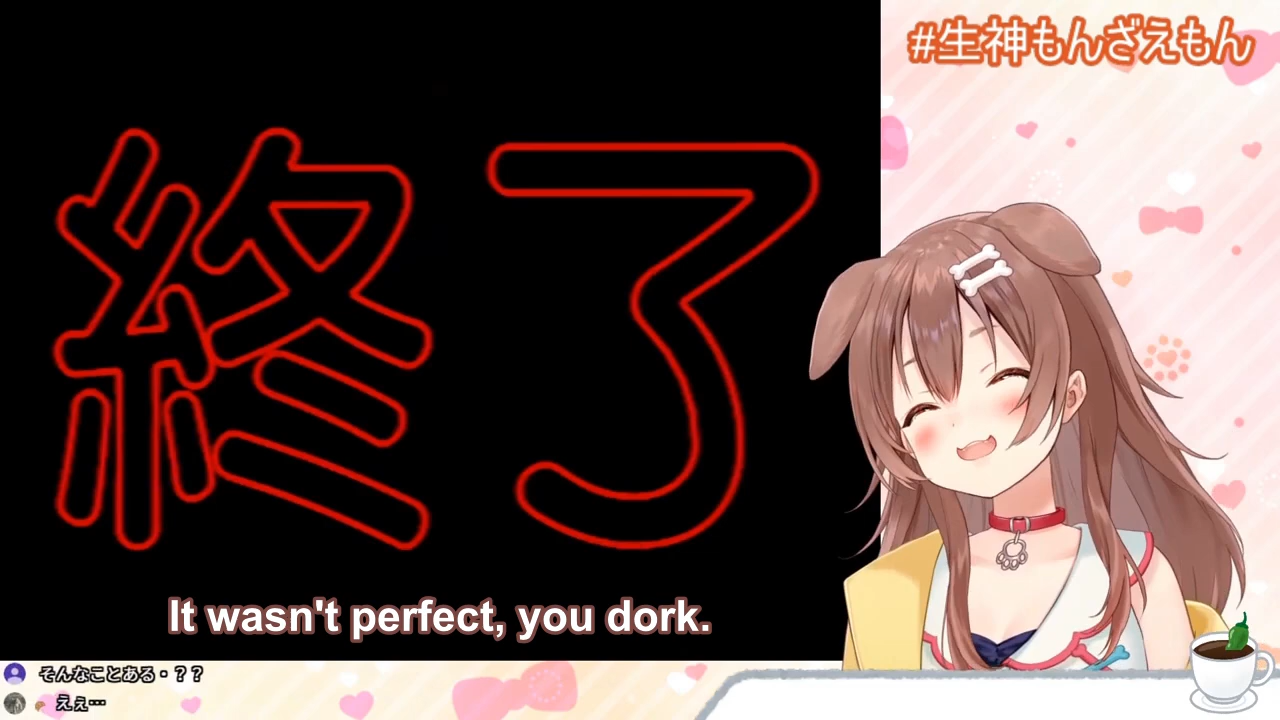 #生神もんざえもん
終了
It wasn't perfect, you dork.
そんなことある・？？
えぇ…